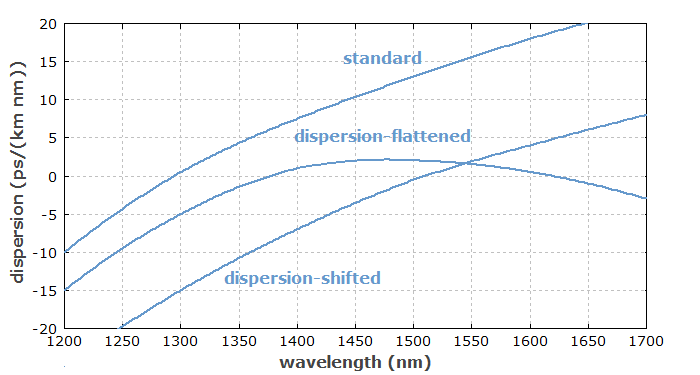 20
15
10
5
0
-5
-10
-15
-20
dispersion (ps/(km nm))
standard
dispersion-flattened
dispersion-shifted
1200 1250 1300 1350 1400 1450 1500 1550 1600 1650 1700
wavelength (nm)